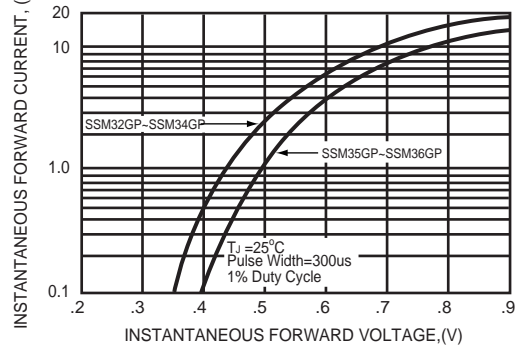 INSTANTANEOUS FORWARD CURRENT, (
20
10
1.0
0.1
SSM32GP~SSM34GP
SSM35GP~SSM36GP
TJ =25°C
Pulse Width=300us
1% Duty Cycle
.2 .3 .4 .5 .6 .7 .8 .9
INSTANTANEOUS FORWARD VOLTAGE,(V)